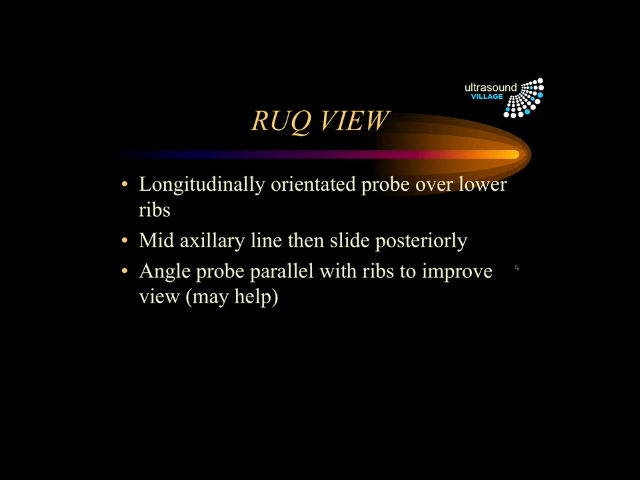 ultrasound
VILLAGE
RUQ VIEW
• Longitudinally orientated probe over lower
ribs
• Mid axillary line then slide posteriorly
• Angle probe parallel with ribs to improve
view (may help)